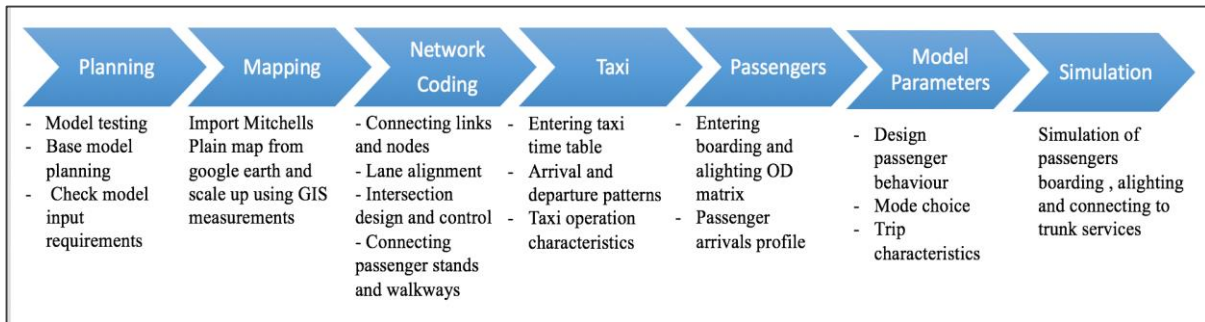 Planning
Mapping
Network
Coding
Taxi
Passengers
Model
Parameters
Simulation
- Model testing
- Base model
planning
- Check model
input
requirements
Import Mitchells
Plain map from
google earth and
scale up using GIS
measurements
- Connecting links
and nodes
- Lane alignment
- Intersection
design and control
- Connecting
passenger stands
and walkways
- Entering taxi
time table
- Arrival and
departure patterns
- Taxi operation
characteristics
- Entering
boarding and
alighting OD
matrix
- Passenger
arrivals profile
- Design
passenger
behaviour
- Mode choice
- Trip
characteristics
Simulation of
passengers
boarding , alighting
and connecting to
trunk services